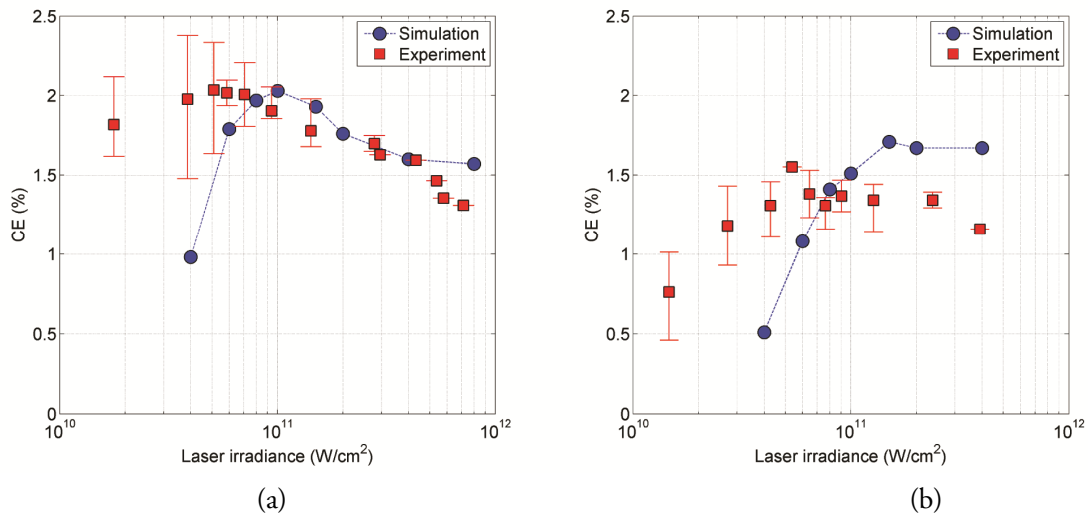 2.5
2
1.5
1
0.5
0
CE (%)
10^10
10^11
10^12
Laser irradiance (W/cm^2)
Simulation
Experiment
(a)
2.5
2
1.5
1
0.5
0
CE (%)
10^10
10^11
10^12
Laser irradiance (W/cm^2)
Simulation
Experiment
(b)